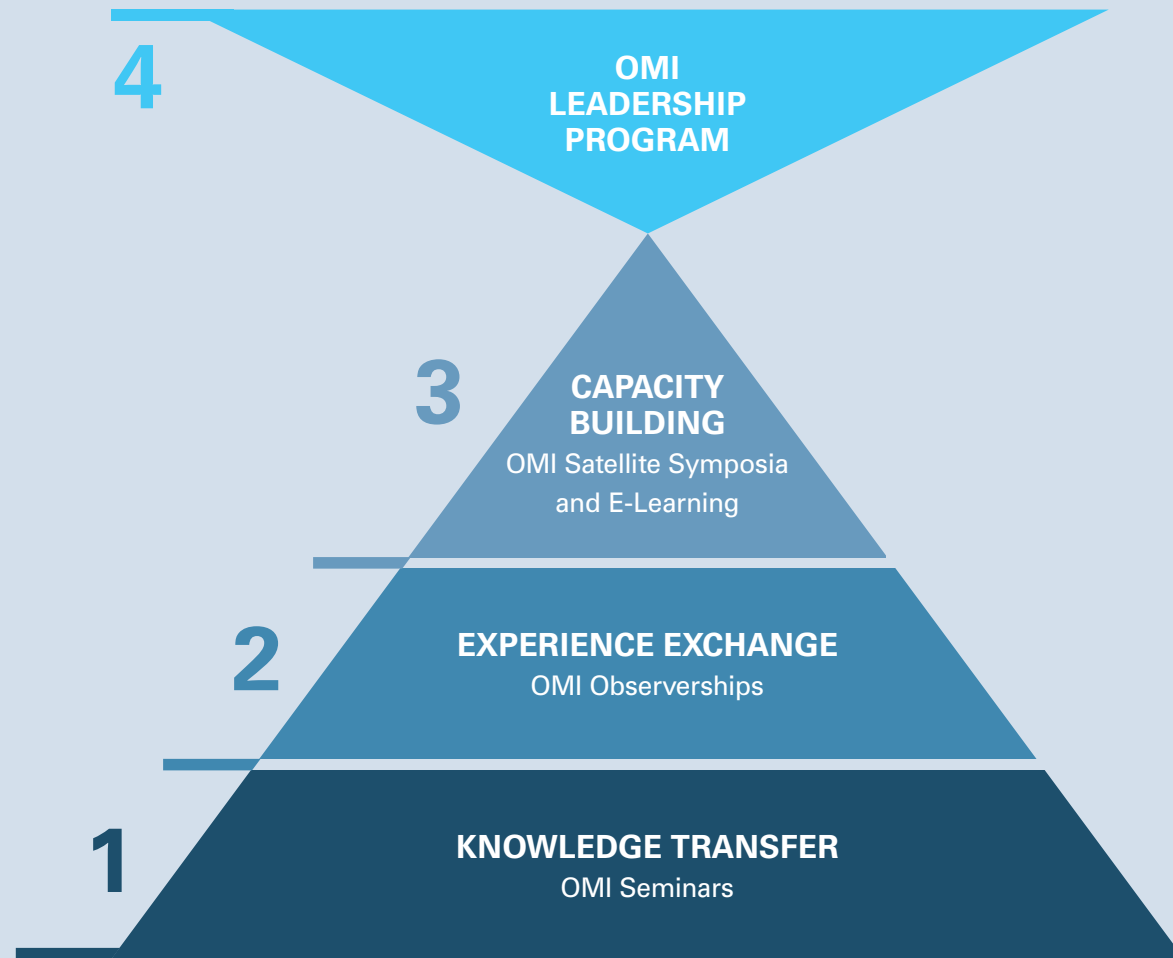 4
OMI
LEADERSHIP
PROGRAM
3
CAPACITY
BUILDING
OMI Satellite Symposia
and E-Learning
2
EXPERIENCE EXCHANGE
OMI Observerships
1
KNOWLEDGE TRANSFER
OMI Seminars